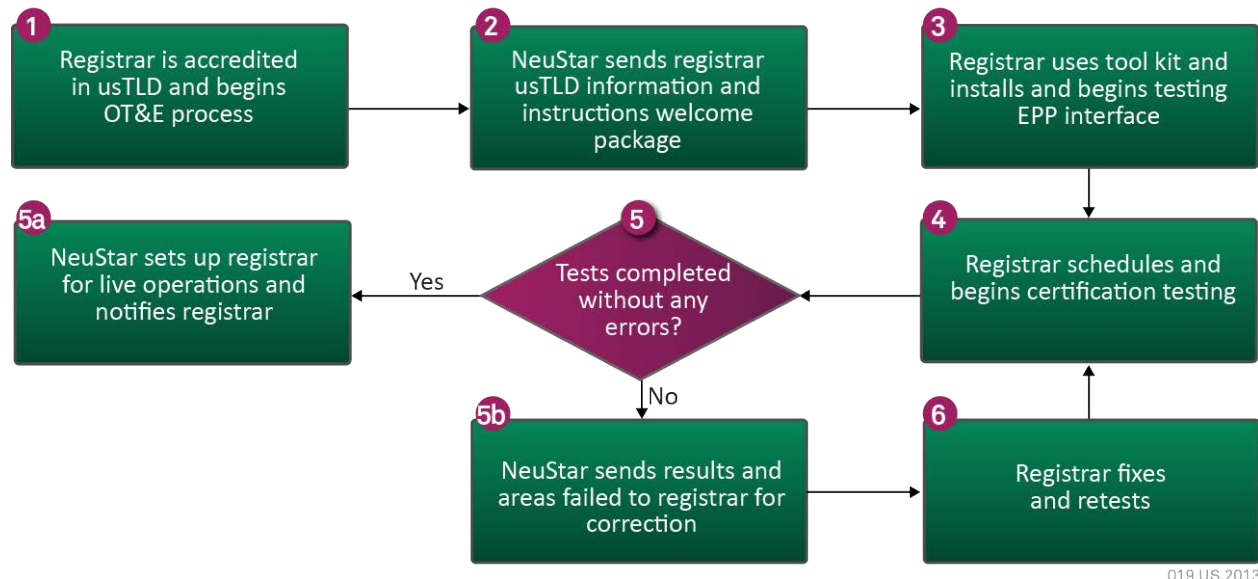 1
Registrar is accredited
in usTLD and begins
OT&E process
2
NeuStar sends registrar
usTLD information and
instructions welcome
package
3
Registrar uses tool kit and
installs and begins testing
EPP interface
4
Registrar schedules and
begins certification testing
5
Tests completed
without any
errors?
Yes
5a
NeuStar sets up registrar
for live operations and
notifies registrar
No
5b
NeuStar sends results and
areas failed to registrar for
correction
6
Registrar fixes
and retests
019.US.2013